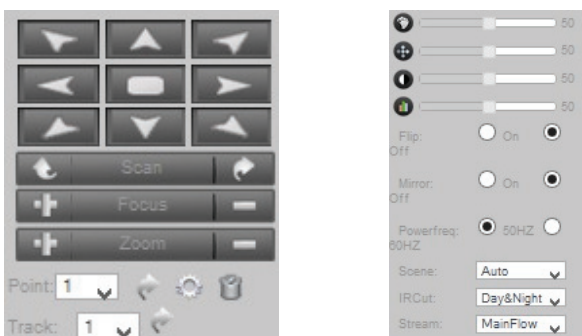 Scan
Focus
Zoom
Point: 1
Track: 1
50
50
50
50
Flip: On
Off
Mirror: On
Off
Powerfreq: 50HZ
60HZ
Scene: Auto
IRCut: Day&Night
Stream: MainFlow